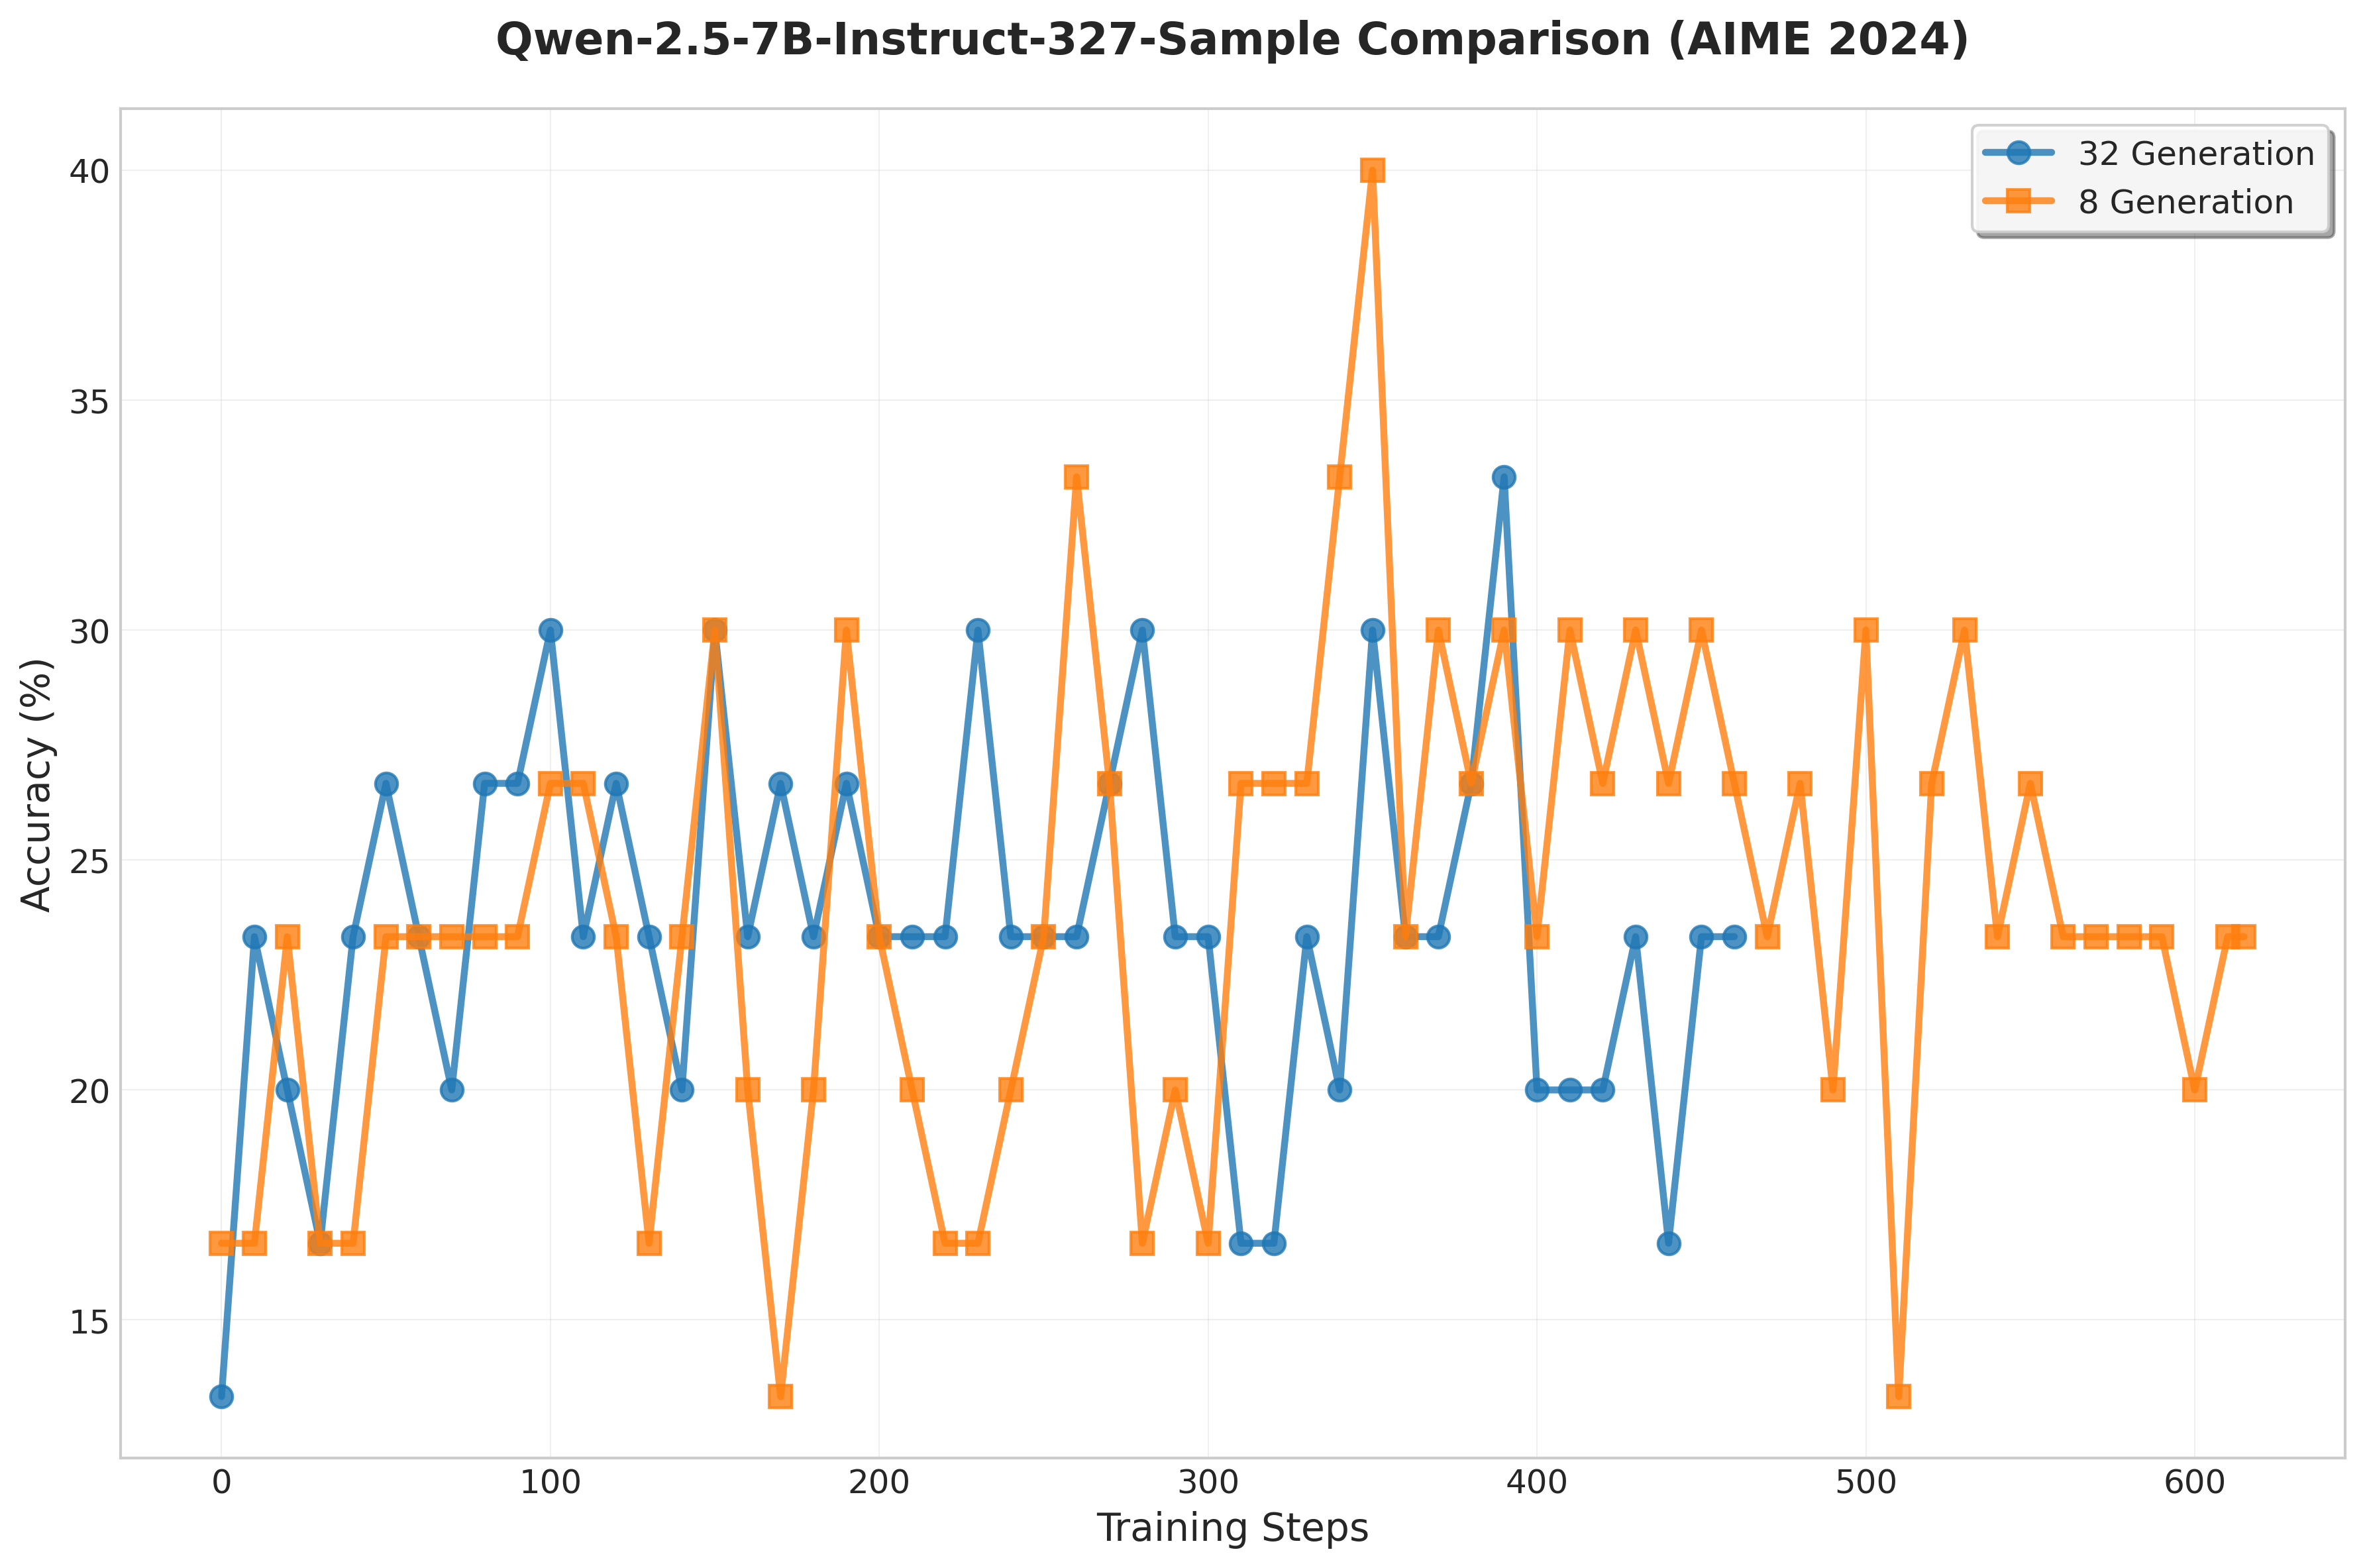 Qwen-2.5-7B-Instruct-327-Sample Comparison (AIME 2024)
32 Generation
8 Generation
Accuracy (%)
40
35
30
25
20
15
0 100 200 300 400 500 600
Training Steps